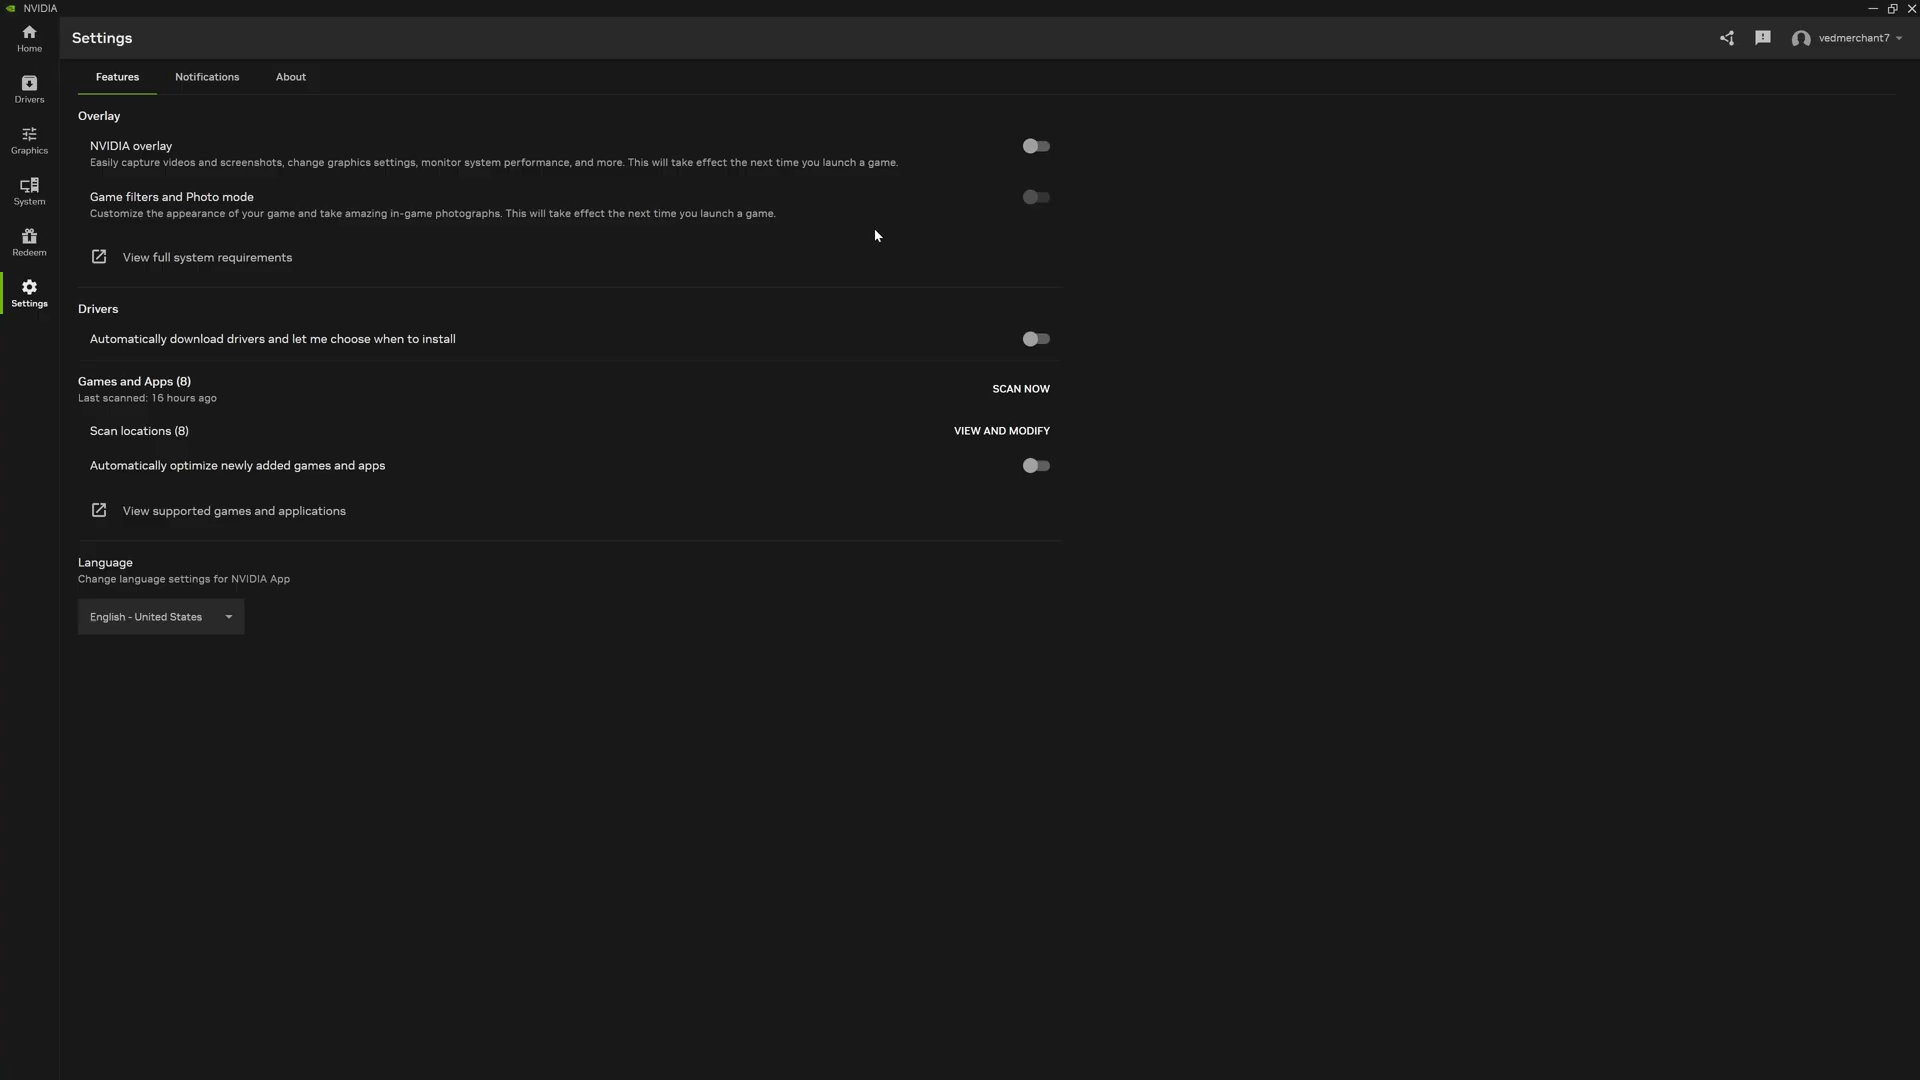 NVIDIA
Home
Drivers
Graphics
System
Redeem
Settings
Settings
vedmerchant7
Features
Notifications
About
Overlay
NVIDIA overlay
Easily capture videos and screenshots, change graphics settings, monitor system performance, and more. This will take effect the next time you launch a game.
Game filters and Photo mode
Customize the appearance of your game and take amazing in-game photographs. This will take effect the next time you launch a game.
View full system requirements
Drivers
Automatically download drivers and let me choose when to install
Games and Apps (8)
Last scanned: 16 hours ago
SCAN NOW
Scan locations (8)
VIEW AND MODIFY
Automatically optimize newly added games and apps
View supported games and applications
Language
Change language settings for NVIDIA App
English - United States